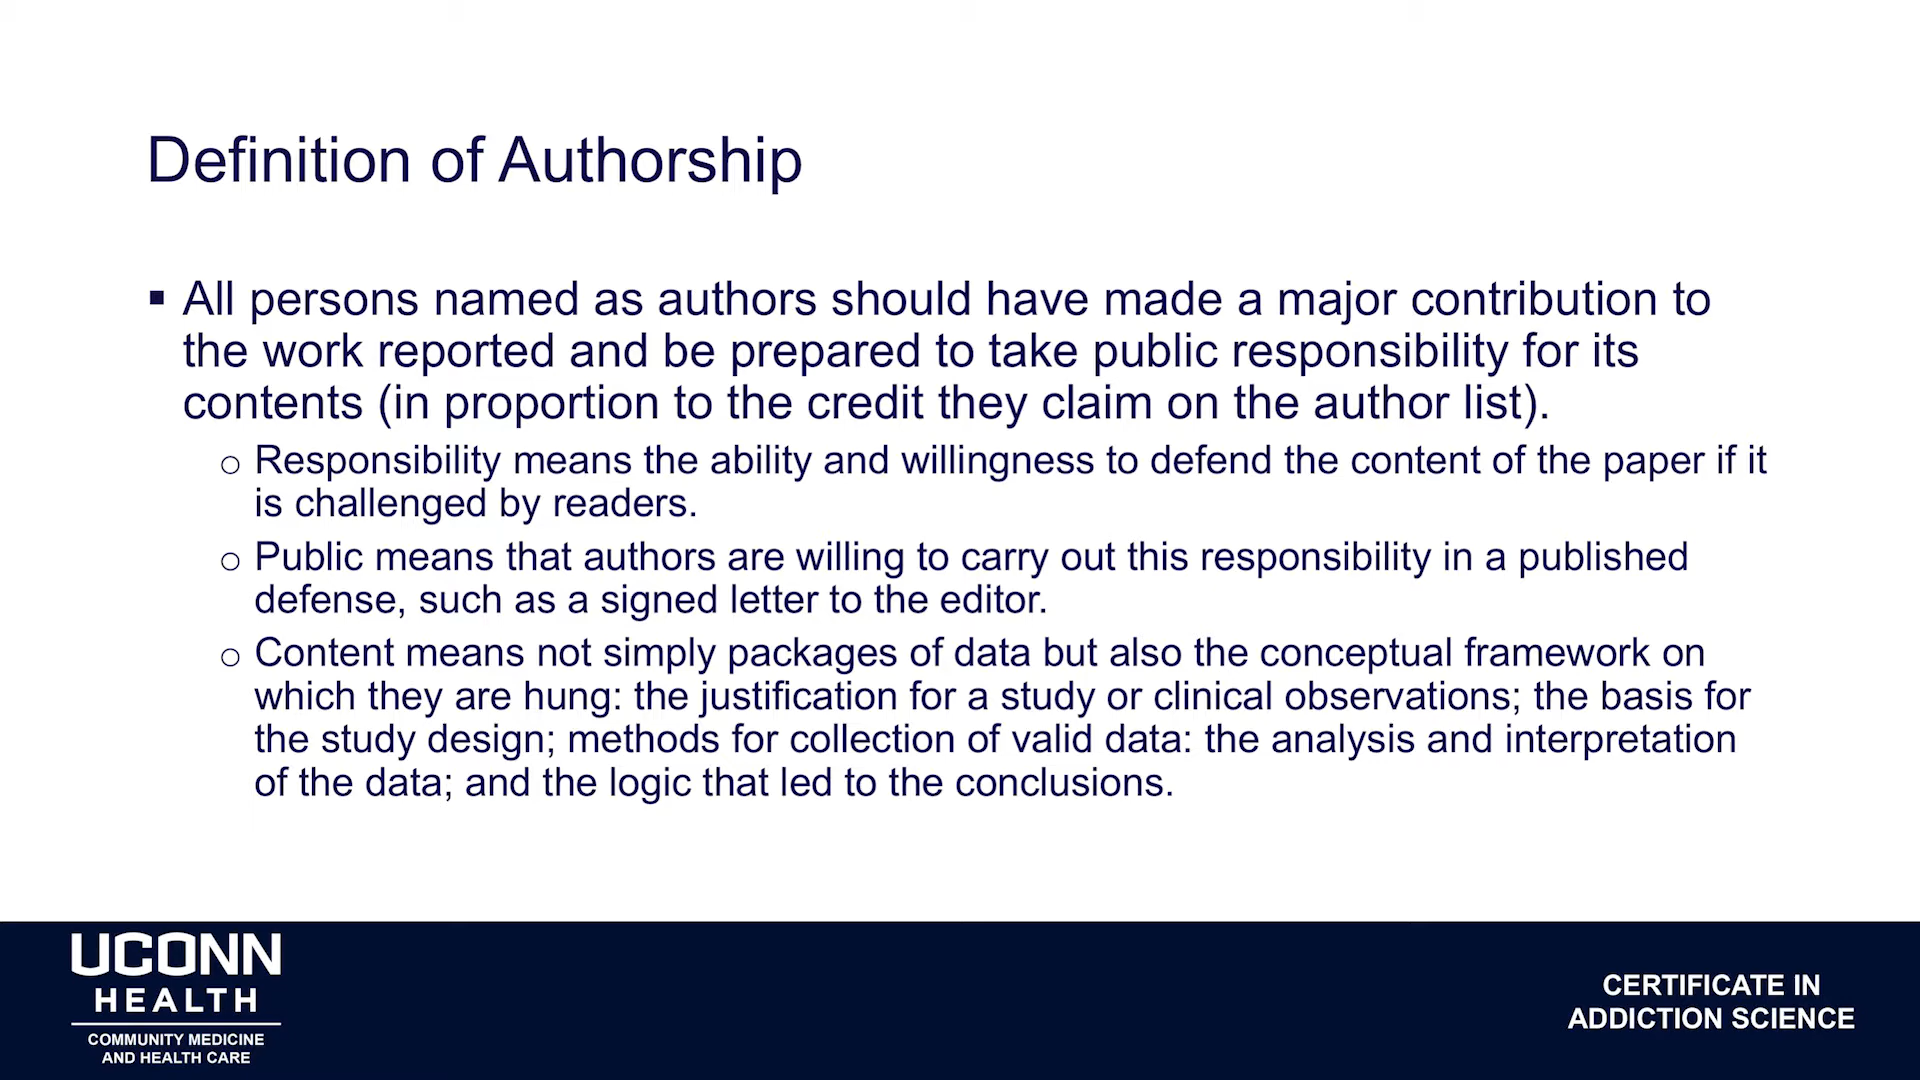 Definition of Authorship
▪ All persons named as authors should have made a major contribution to
the work reported and be prepared to take public responsibility for its
contents (in proportion to the credit they claim on the author list).
o Responsibility means the ability and willingness to defend the content of the paper if it
is challenged by readers.
o Public means that authors are willing to carry out this responsibility in a published
defense, such as a signed letter to the editor.
o Content means not simply packages of data but also the conceptual framework on
which they are hung: the justification for a study or clinical observations; the basis for
the study design; methods for collection of valid data: the analysis and interpretation
of the data; and the logic that led to the conclusions.
UCONN
HEALTH
COMMUNITY MEDICINE
AND HEALTH CARE
CERTIFICATE IN
ADDICTION SCIENCE